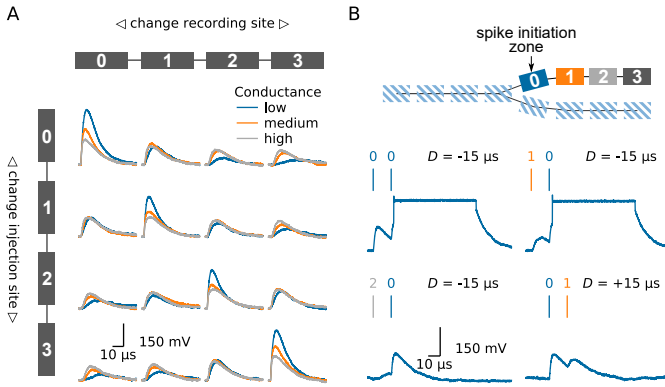 A
◁ change recording site ▷
0 1 2 3
◁ change injection site ▷
0
1
2
3
Conductance
low
medium
high
10 µs
150 mV
B
spike initiation
zone
0 1 2 3
0 0 D = -15 µs
1 0 D = -15 µs
2 0 D = -15 µs
0 1 D = +15 µs
10 µs
150 mV